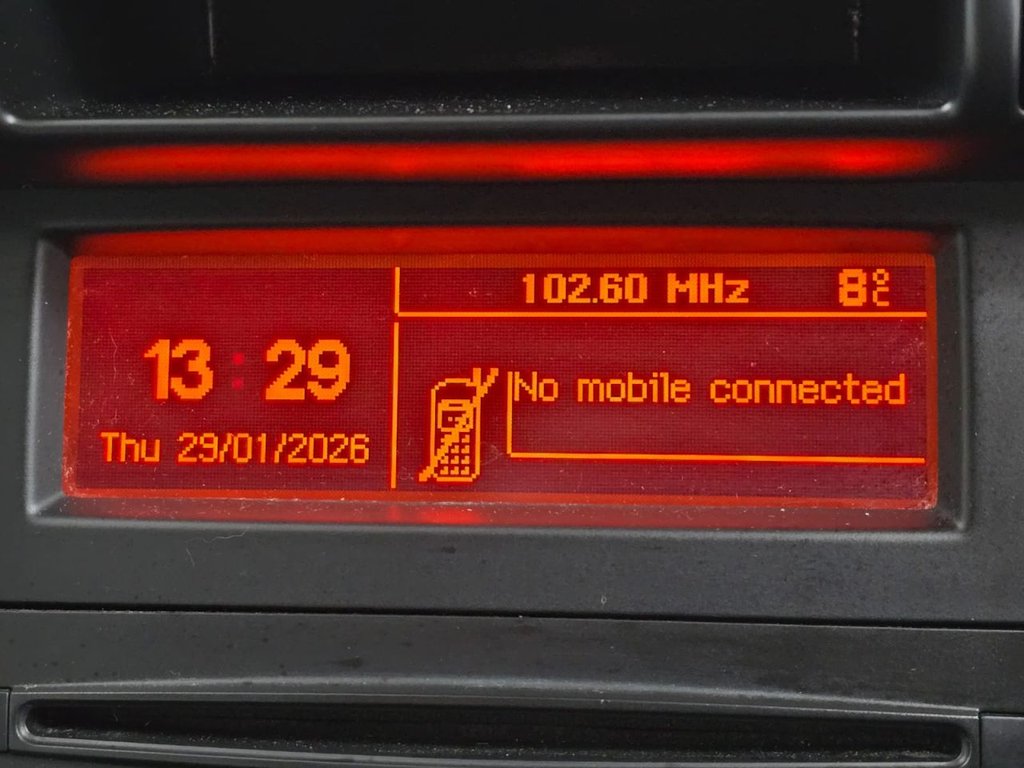 102.60 MHz 8°C
13:29
No mobile connected
Thu 29/01/2026